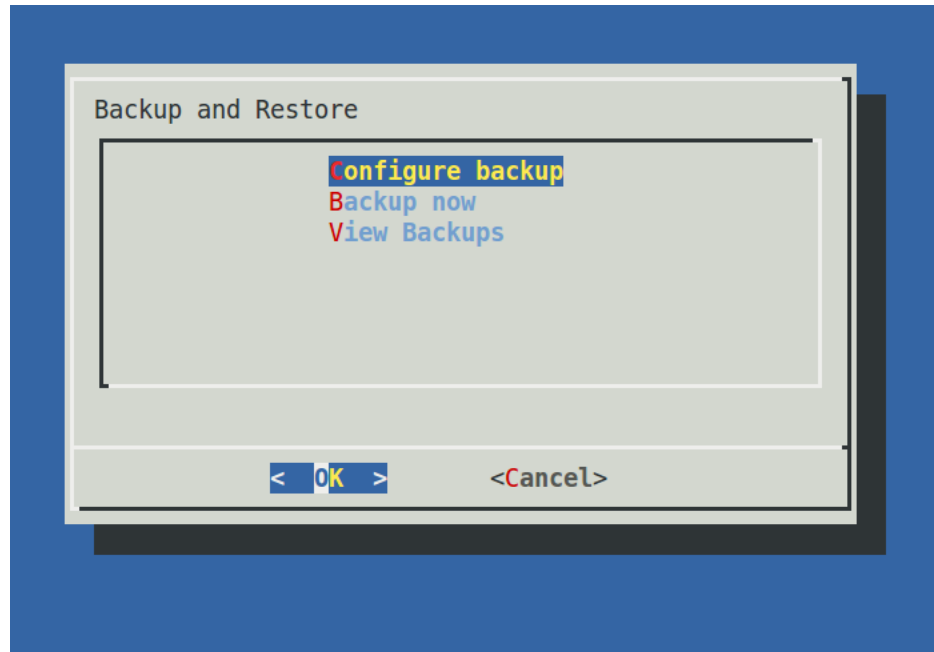 Backup and Restore
Configure backup
Backup now
View Backups
<  OK  > <Cancel>